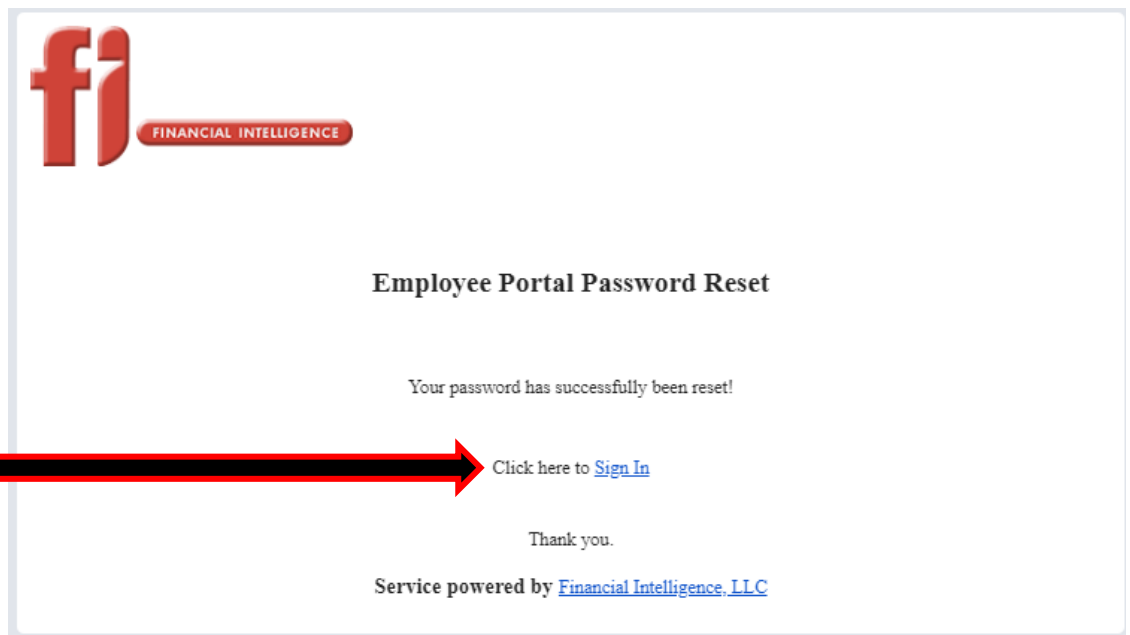 fi
FINANCIAL INTELLIGENCE
Employee Portal Password Reset
Your password has successfully been reset!
Click here to Sign In
Thank you.
Service powered by Financial Intelligence, LLC